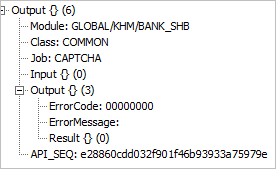 Output {} (6)
Module: GLOBAL/KHM/BANK_SHB
Class: COMMON
Job: CAPTCHA
Input {} (0)
Output {} (3)
ErrorCode: 00000000
ErrorMessage:
Result {} (0)
API_SEQ: e28860cdd032f901f46b93933a75979e